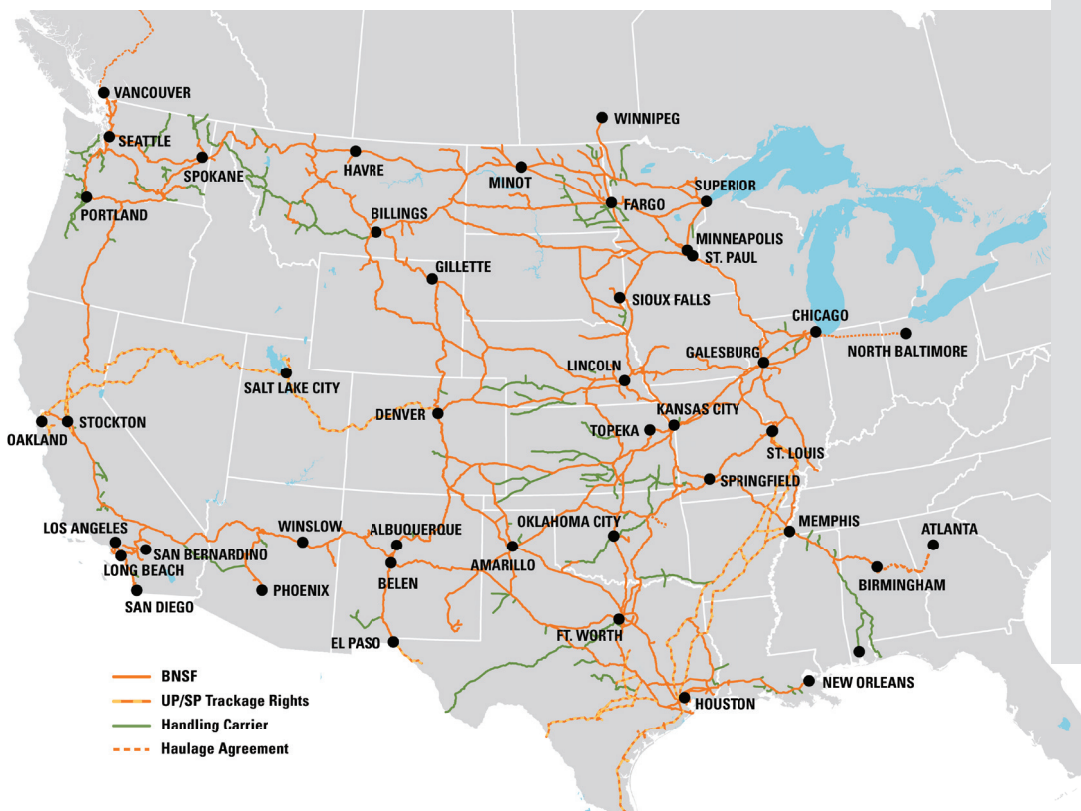 VANCOUVER
WINNIPEG
SEATTLE
SPOKANE
HAVRE
MINOT
SUPERIOR
PORTLAND
FARGO
BILLINGS
MINNEAPOLIS
ST. PAUL
GILLETTE
SIOUX FALLS
CHICAGO
NORTH BALTIMORE
GALESBURG
LINCOLN
SALT LAKE CITY
DENVER
KANSAS CITY
OAKLAND
STOCKTON
TOPEKA
ST. LOUIS
SPRINGFIELD
LOS ANGELES
WINSLOW
ALBUQUERQUE
OKLAHOMA CITY
MEMPHIS
ATLANTA
SAN BERNARDINO
LONG BEACH
AMARILLO
BELEN
BIRMINGHAM
PHOENIX
SAN DIEGO
EL PASO
FT. WORTH
NEW ORLEANS
HOUSTON
BNSF
UP/SP Trackage Rights
Handling Carrier
Haulage Agreement